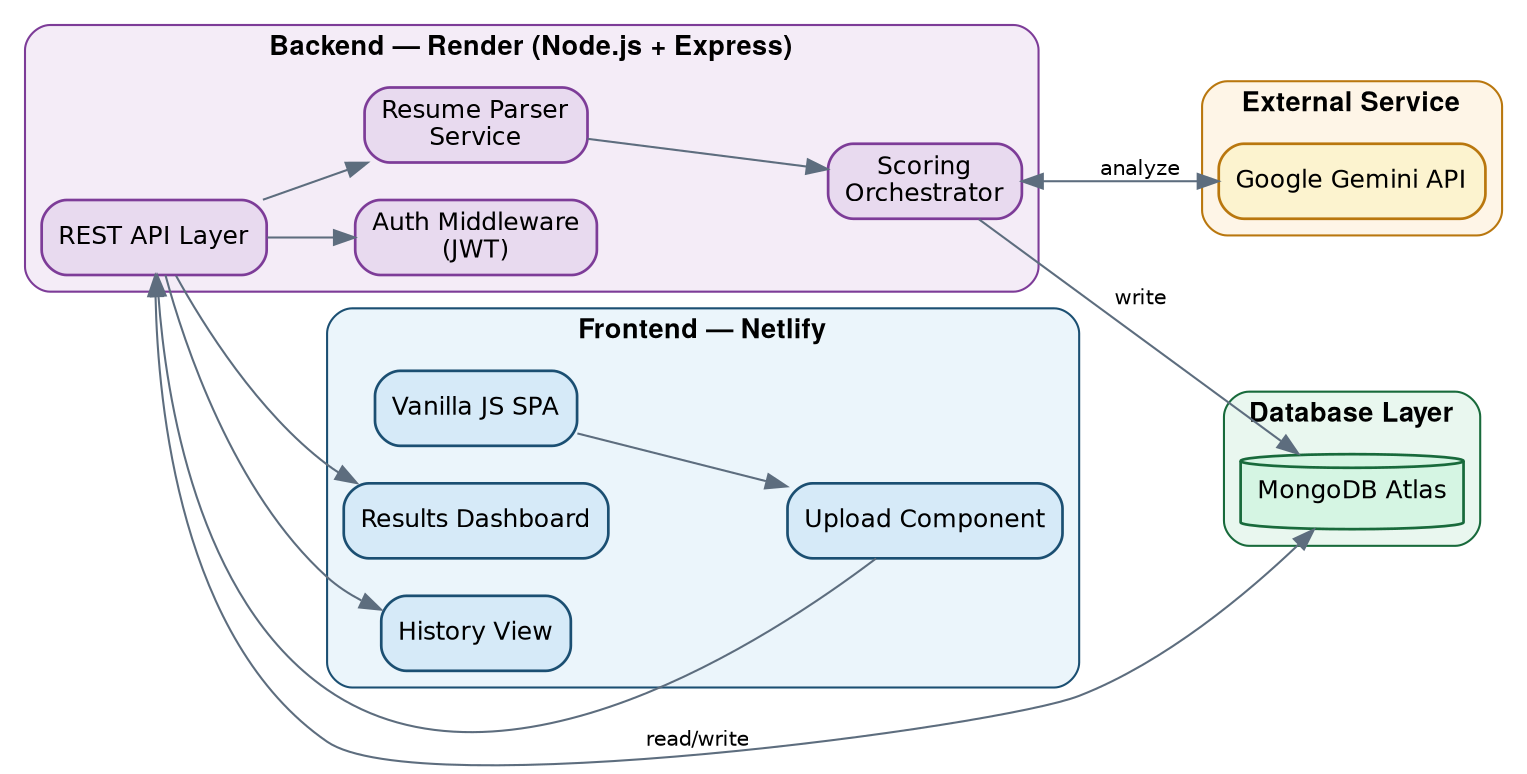 Backend — Render (Node.js + Express)
Resume Parser
Service
REST API Layer
Auth Middleware
(JWT)
Scoring
Orchestrator
analyze
External Service
Google Gemini API
write
Frontend — Netlify
Vanilla JS SPA
Results Dashboard
Upload Component
History View
Database Layer
MongoDB Atlas
read/write